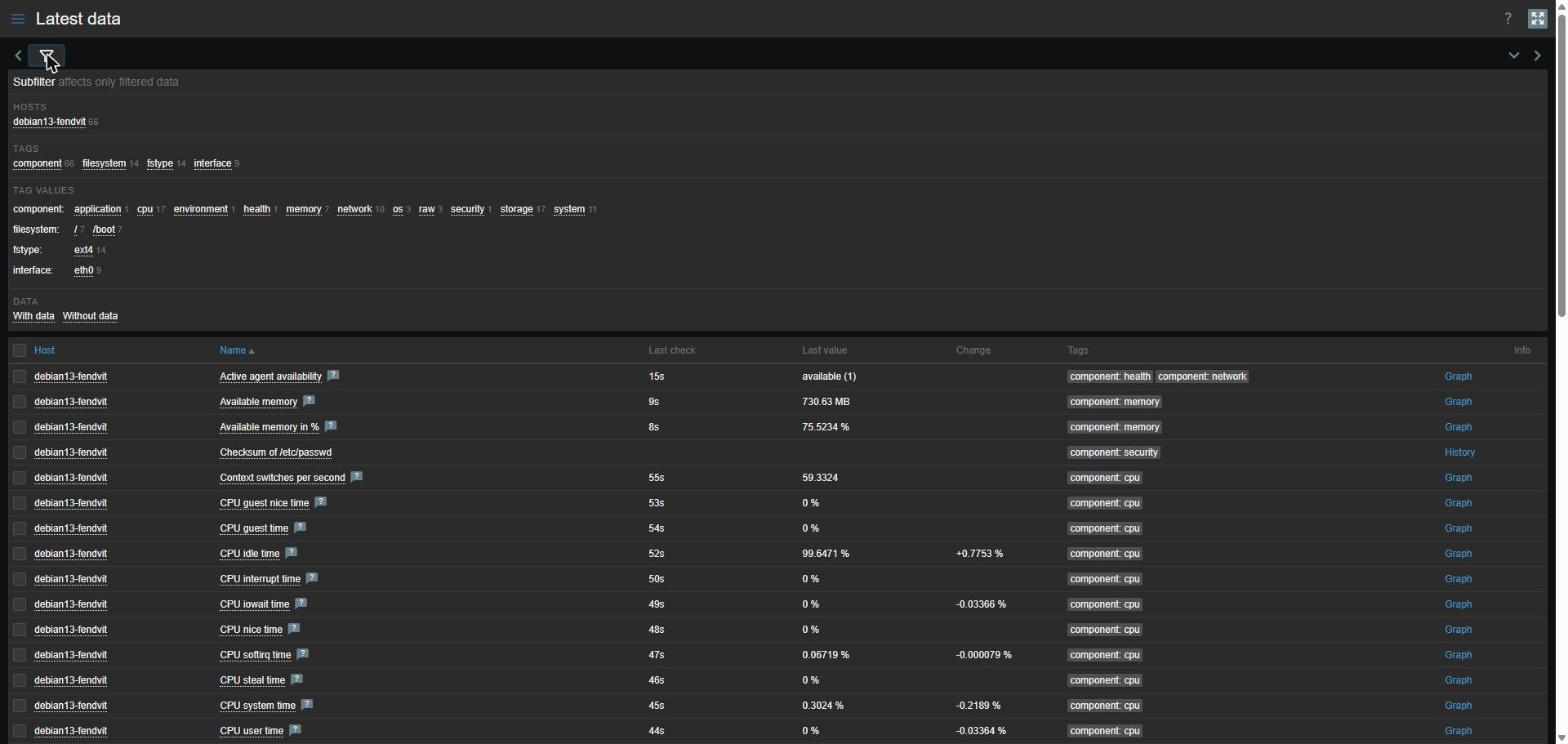 Latest data ?
Subfilter affects only filtered data
HOSTS
debian13-fendvit 66
TAGS
component 66 filesystem 14 fstype 14 interface 9
TAG VALUES
component: application 1 cpu 17 environment 1 health 1 memory 7 network 10 os 3 raw 3 security 1 storage 17 system 11
filesystem: / 7 /boot 7
fstype: ext4 14
interface: eth0 9
DATA
With data Without data
Host Name Last check Last value Change Tags Info
debian13-fendvit Active agent availability ? 15s available (1) component: health component: network Graph
debian13-fendvit Available memory ? 9s 730.63 MB component: memory Graph
debian13-fendvit Available memory in % ? 8s 75.5234 % component: memory Graph
debian13-fendvit Checksum of /etc/passwd component: security History
debian13-fendvit Context switches per second ? 55s 59.3324 component: cpu Graph
debian13-fendvit CPU guest nice time ? 53s 0 % component: cpu Graph
debian13-fendvit CPU guest time ? 54s 0 % component: cpu Graph
debian13-fendvit CPU idle time ? 52s 99.6471 % +0.7753 % component: cpu Graph
debian13-fendvit CPU interrupt time ? 50s 0 % component: cpu Graph
debian13-fendvit CPU iowait time ? 49s 0 % -0.03366 % component: cpu Graph
debian13-fendvit CPU nice time ? 48s 0 % component: cpu Graph
debian13-fendvit CPU softirq time ? 47s 0.06719 % -0.000079 % component: cpu Graph
debian13-fendvit CPU steal time ? 46s 0 % component: cpu Graph
debian13-fendvit CPU system time ? 45s 0.3024 % -0.2189 % component: cpu Graph
debian13-fendvit CPU user time ? 44s 0 % -0.03364 % component: cpu Graph